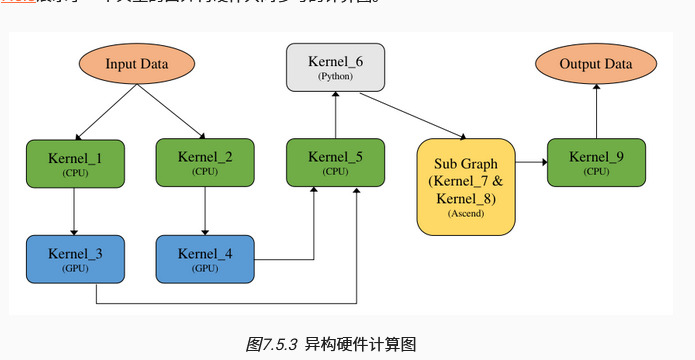 Input Data
Kernel_6
(Python)
Output Data
Kernel_1
(CPU)
Kernel_2
(CPU)
Kernel_5
(CPU)
Sub Graph
(Kernel_7 &
Kernel_8)
(Ascend)
Kernel_9
(CPU)
Kernel_3
(GPU)
Kernel_4
(GPU)
图7.5.3 异构硬件计算图